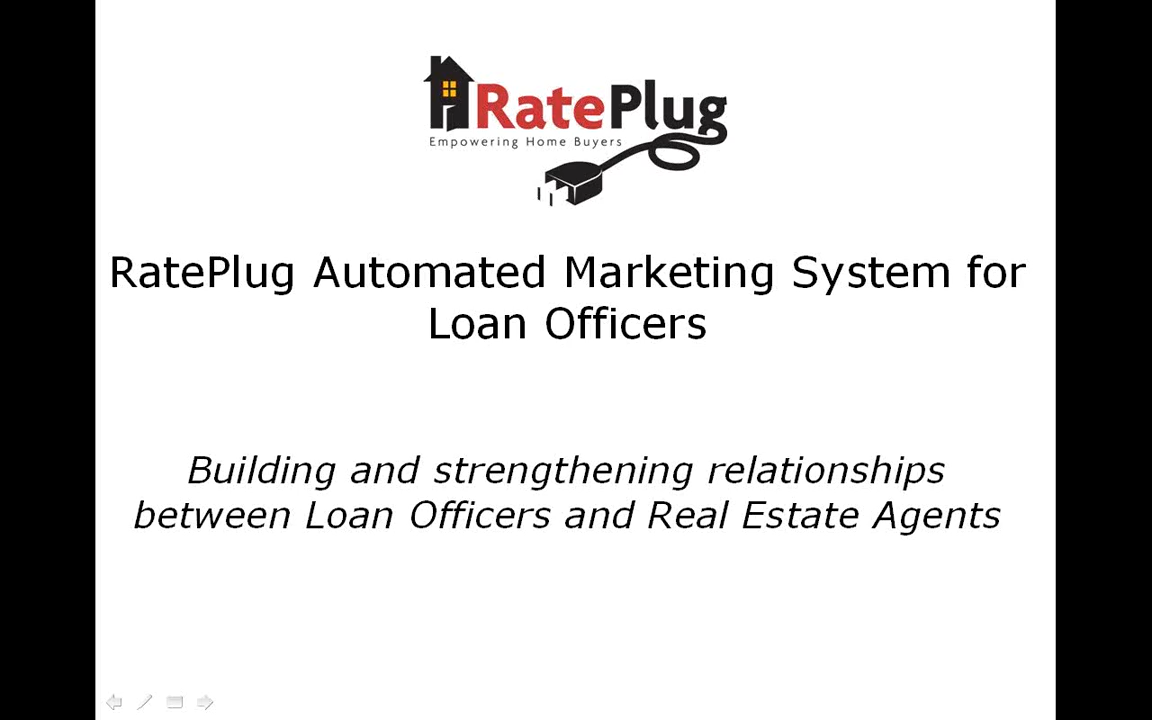 RatePlug
Empowering Home Buyers
RatePlug Automated Marketing System for
Loan Officers
Building and strengthening relationships
between Loan Officers and Real Estate Agents